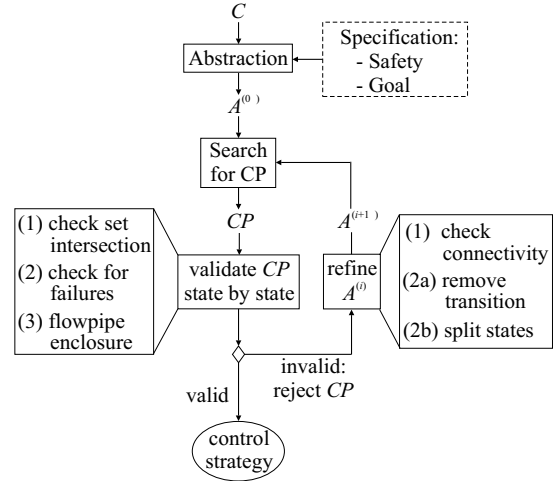 C
Abstraction
Specification:
- Safety
- Goal
A^(0 )
Search
for CP
CP
A^(i+1 )
(1) check set
intersection
(2) check for
failures
(3) flowpipe
enclosure
validate CP
state by state
refine
A^(i)
(1) check
connectivity
(2a) remove
transition
(2b) split states
invalid:
reject CP
valid
control
strategy